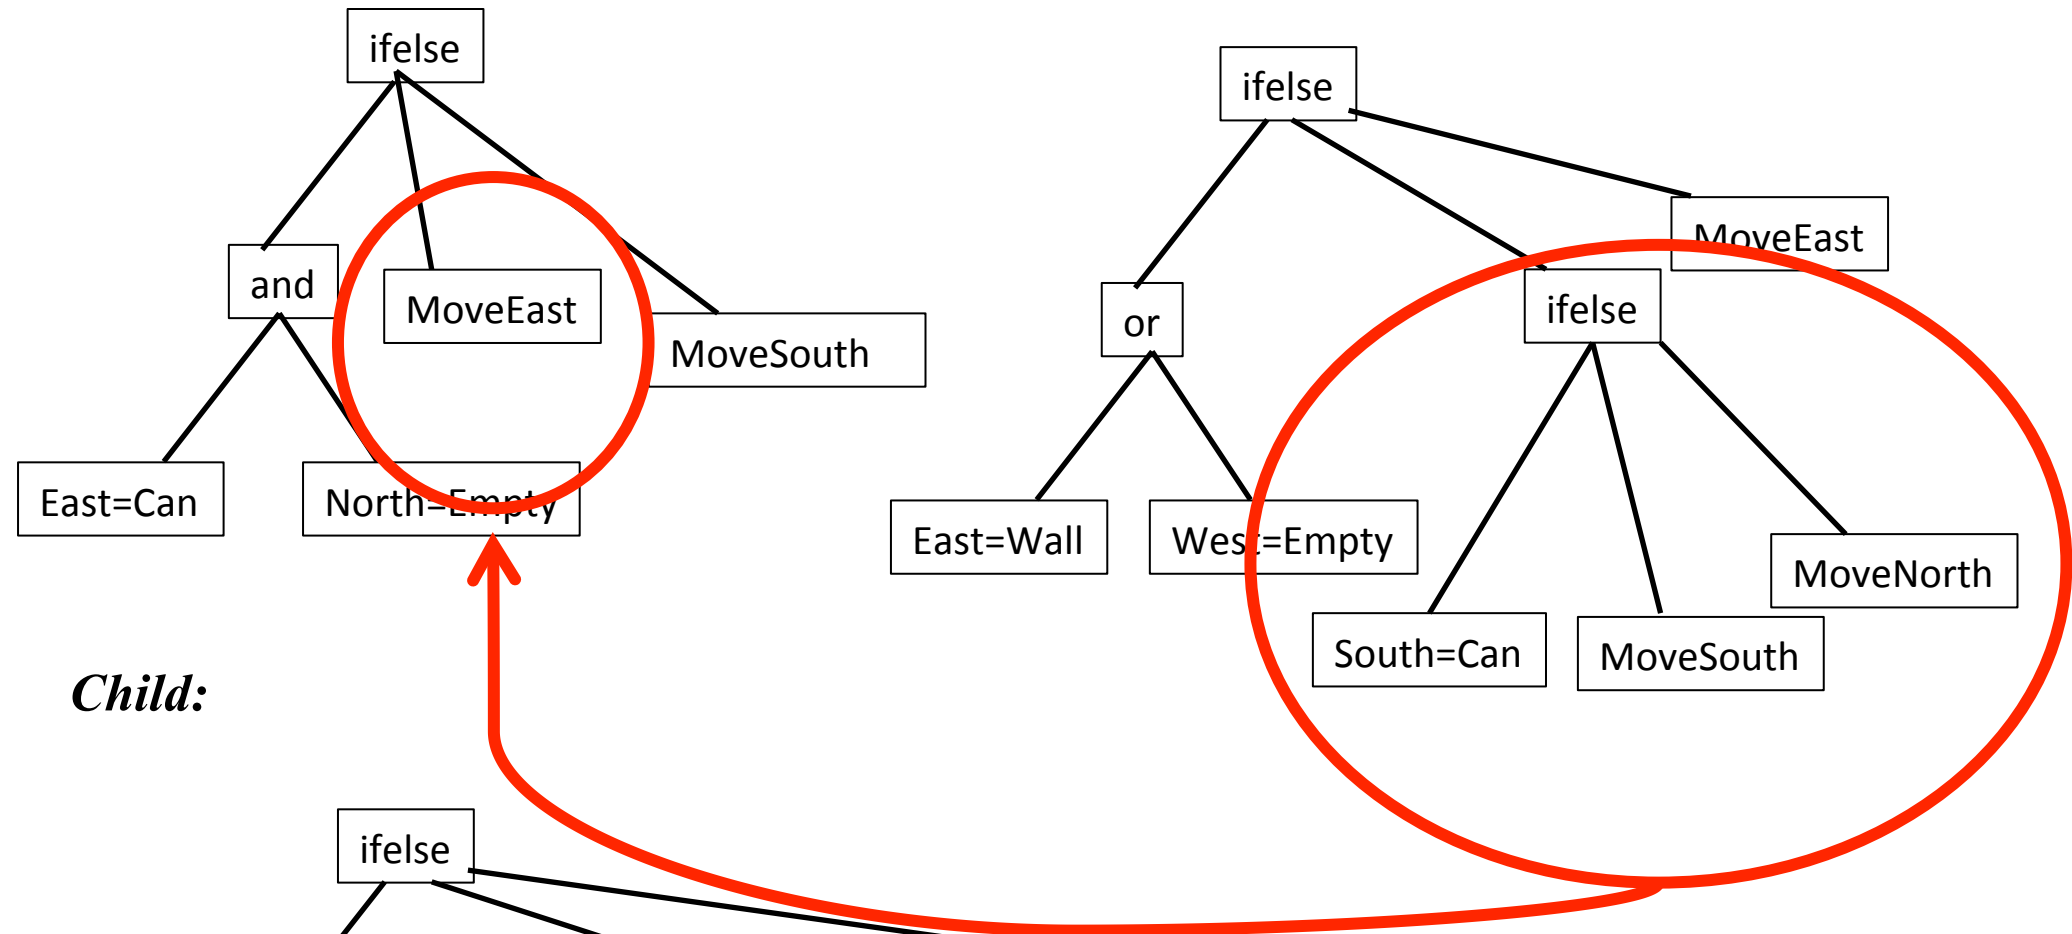 ifelse
ifelse
MoveEast
and
MoveEast
or
ifelse
MoveSouth
East=Can
North=Empty
East=Wall
West=Empty
MoveNorth
South=Can
MoveSouth
Child:
ifelse